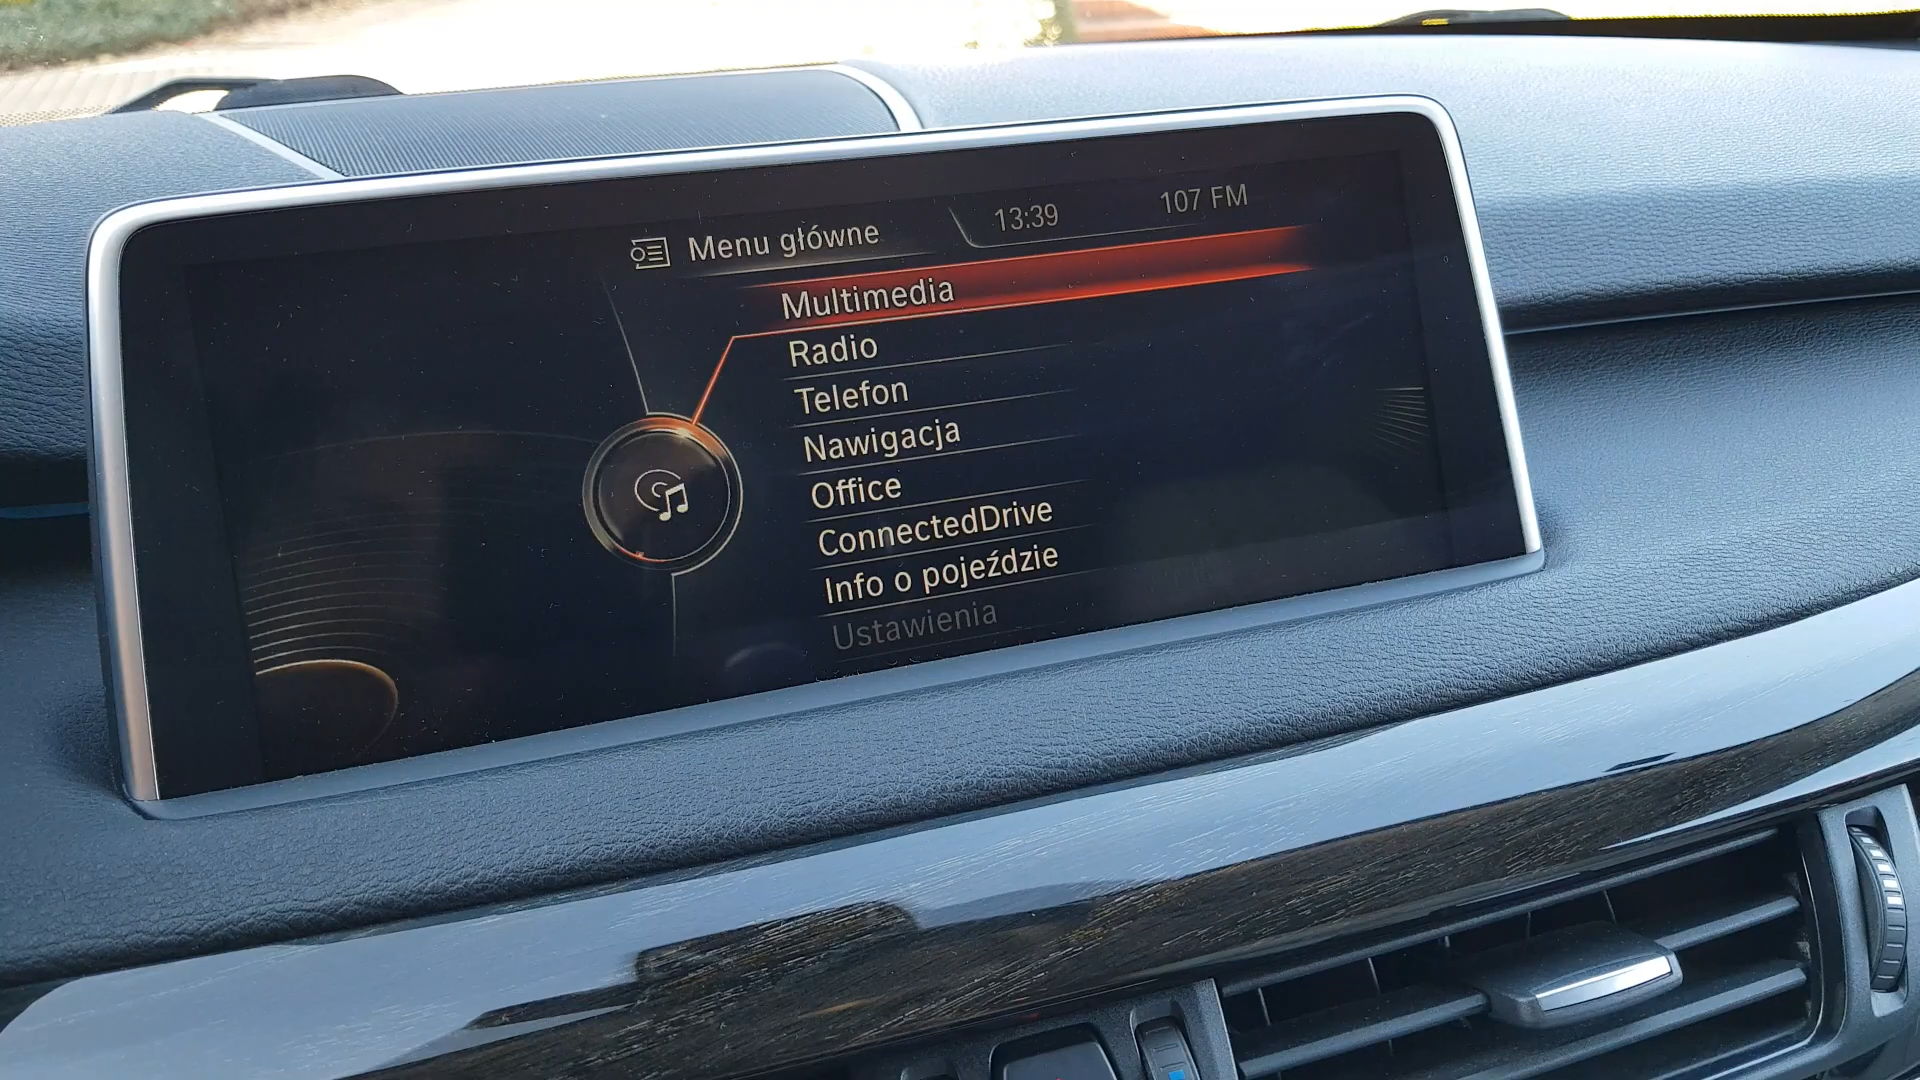 Menu główne 13:39 107 FM
Multimedia
Radio
Telefon
Nawigacja
Office
ConnectedDrive
Info o pojeździe
Ustawienia